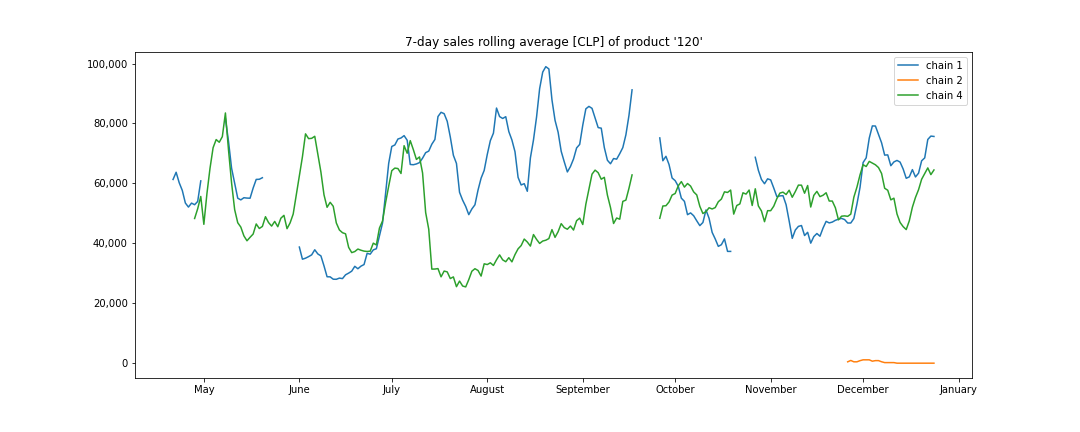 7-day sales rolling average [CLP] of product '120'
chain 1
chain 2
chain 4
100,000
80,000
60,000
40,000
20,000
0
May June July August September October November December January